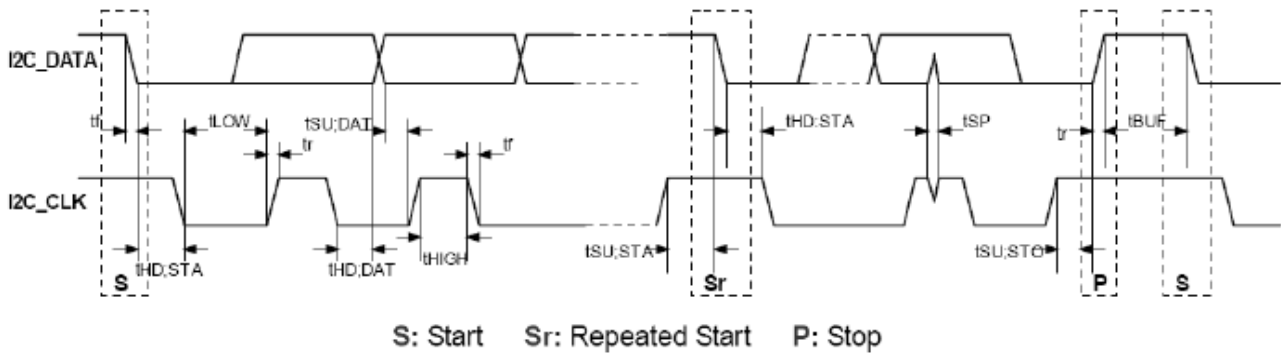 I2C_DATA
tf
tLOW
tSU;DAT
tr
tf
tHD:STA
tSP
tr
tBUF
I2C_CLK
tHD;STA
tHD;DAT
tHIGH
tSU;STA
tSU;STO
S
Sr
P
S
S: Start Sr: Repeated Start P: Stop